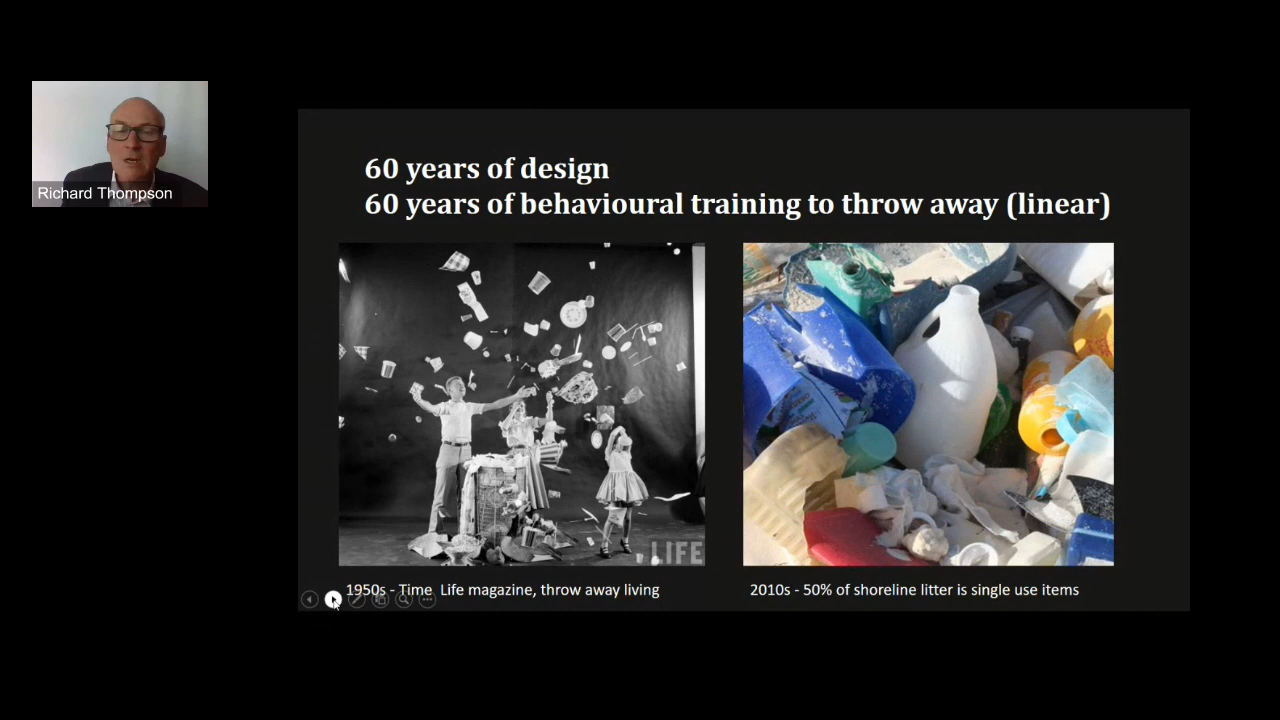 60 years of design
60 years of behavioural training to throw away (linear)
Richard Thompson
LIFE
1950s - Time  Life magazine, throw away living
2010s - 50% of shoreline litter is single use items